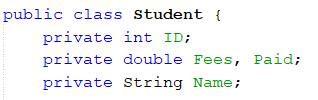 public class Student {
private int ID;
private double Fees, Paid;
private String Name;